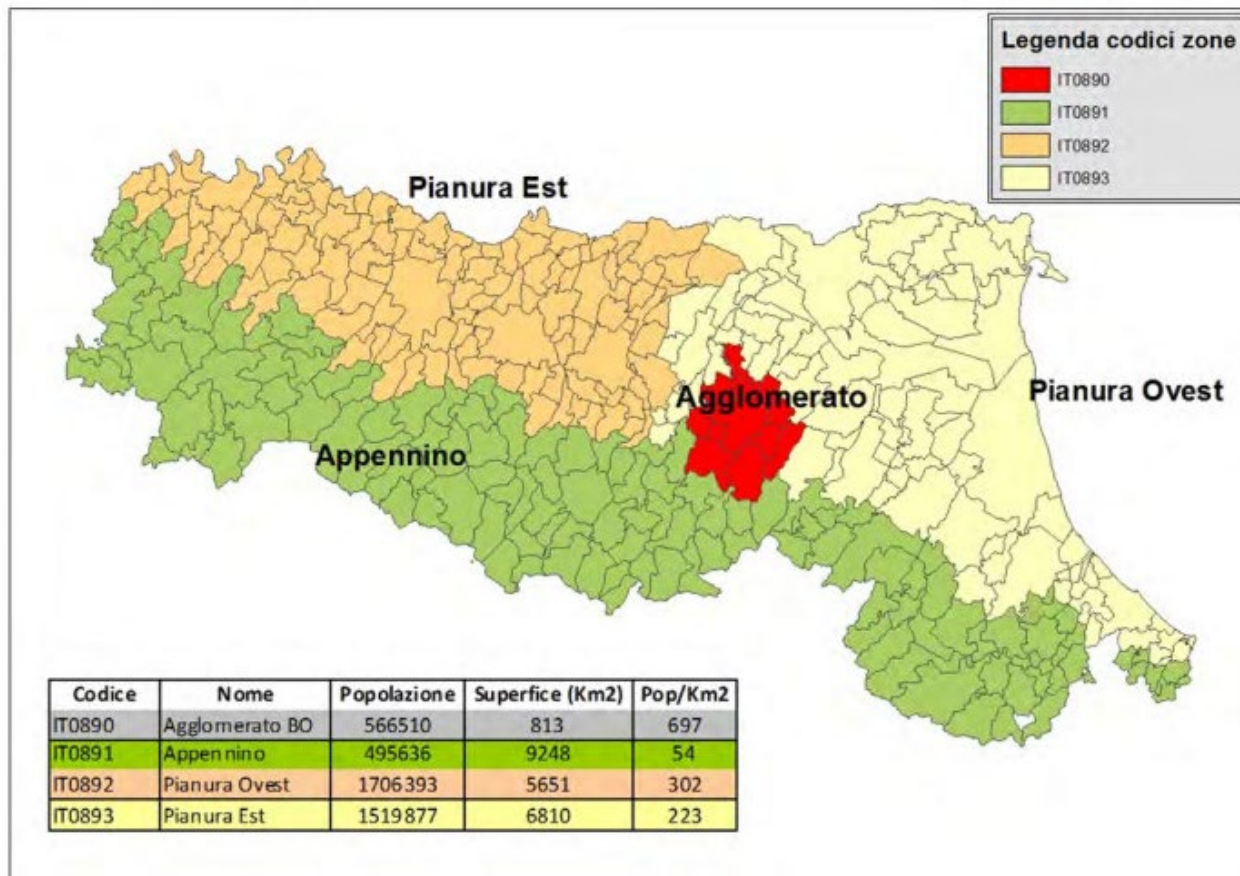 Legenda codici zone
IT0890
IT0891
IT0892
IT0893
Pianura Est
Agglomerato
Pianura Ovest
Appennino
Codice Nome Popolazione Superfice (Km2) Pop/Km2
IT0890 Agglomerato BO 566510 813 697
IT0891 Appennino 495636 9248 54
IT0892 Pianura Ovest 1706393 5651 302
IT0893 Pianura Est 1519877 6810 223